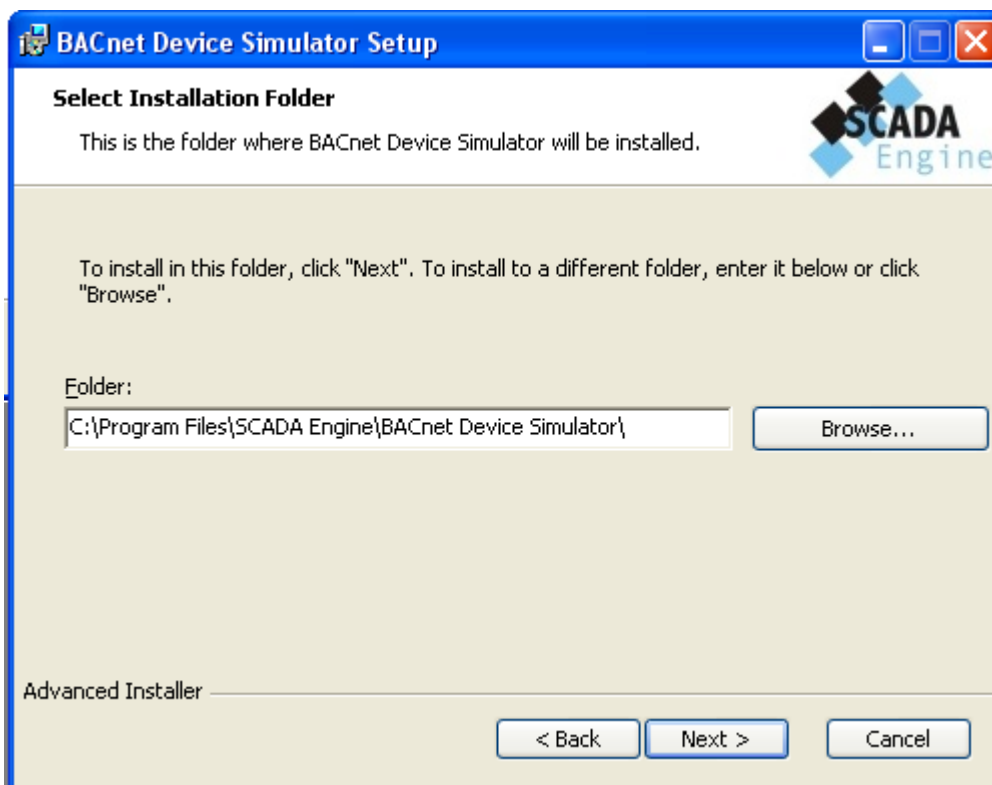 BACnet Device Simulator Setup
Select Installation Folder
This is the folder where BACnet Device Simulator will be installed.
SCADA
Engine
To install in this folder, click "Next". To install to a different folder, enter it below or click
"Browse".
Folder:
C:\Program Files\SCADA Engine\BACnet Device Simulator\
Browse...
Advanced Installer
< Back
Next >
Cancel